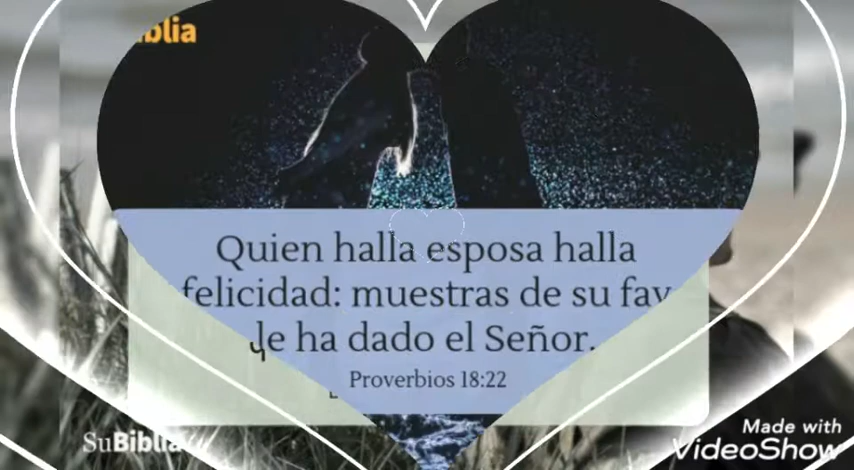 iblia
Quien halla esposa halla
felicidad: muestras de su fav
le ha dado el Señor.
Proverbios 18:22
SuBiblia
Made with
VideoShow